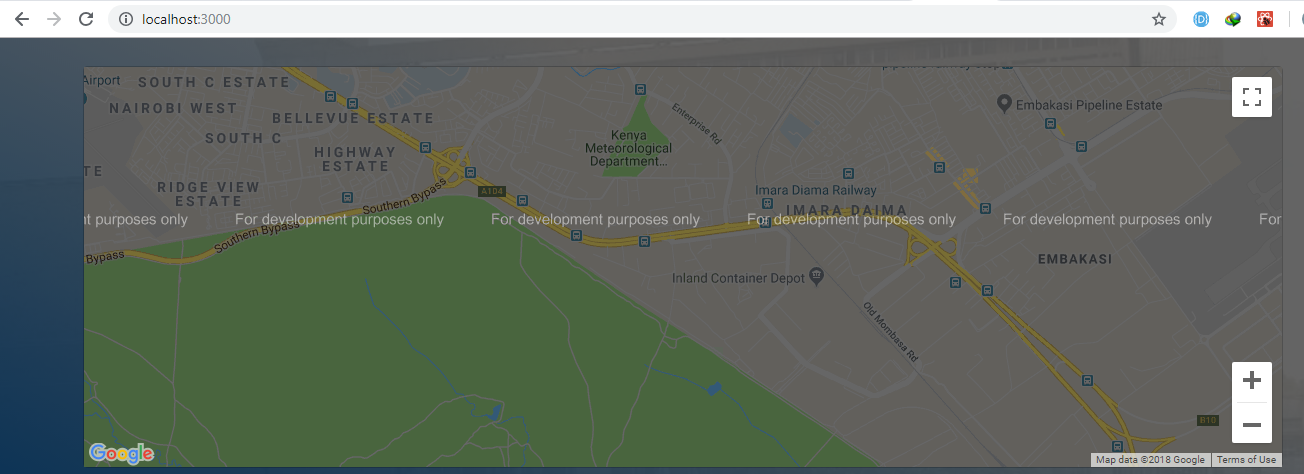 localhost:3000
Airport
SOUTH C ESTATE
NAIROBI WEST
BELLEVUE ESTATE
SOUTH C
HIGHWAY
ESTATE
RIDGE VIEW
ESTATE
Kenya
Meteorological
Department...
Enterprise Rd
Embakasi Pipeline Estate
A104
Imara Diama Railway
IMARA DAIMA
Southern Bypass
Southern Bypass
Bypass
nt purposes only
For development purposes only
For development purposes only
For development purposes only
For development purposes only
For
EMBAKASI
Inland Container Depot
Old Mombasa Rd
B10
Google
Map data ©2018 Google
Terms of Use